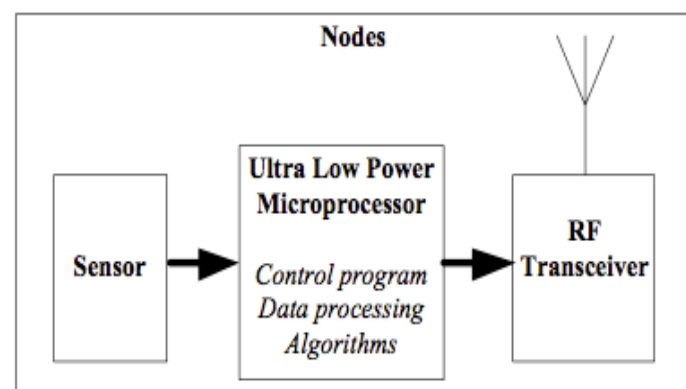 Nodes
Sensor
Ultra Low Power
Microprocessor
Control program
Data processing
Algorithms
RF
Transceiver